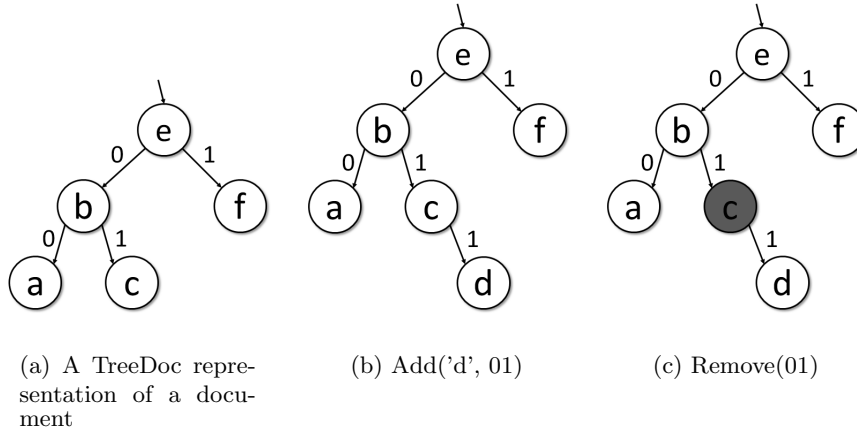 e
0
1
b
f
0
1
a
c
e
0
1
b
f
0
1
a
c
1
d
e
0
1
b
f
0
1
a
c
1
d
(a) A TreeDoc repre-
sentation of a docu-
ment
(b) Add('d', 01)
(c) Remove(01)